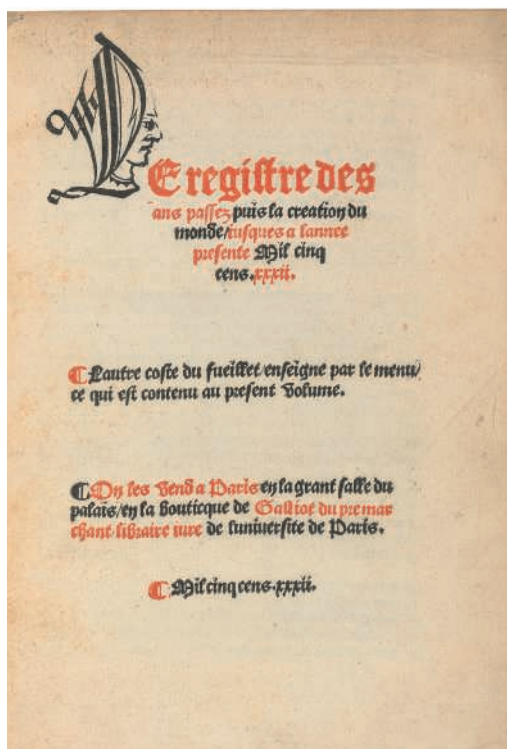 LE registre des
ans passez puis la creation du
monde/iusques a lannee
presente Mil cinq
cens.xxxii.
¶ Lautre coste du fueillet/enseigne par le menu/
ce qui est contenu au present volume.
¶ On les vend a Paris en la grant salle du
palais/en la bouticque de Galliot du pre mar
chant libraire iure de luniuersite de Paris.
¶ Mil cinq cens.xxxii.